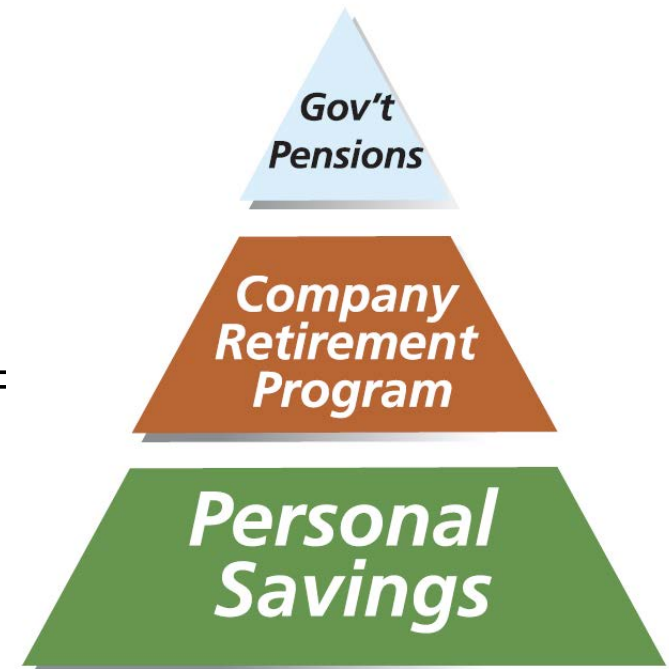 Gov't
Pensions
Company
Retirement
Program
Personal
Savings